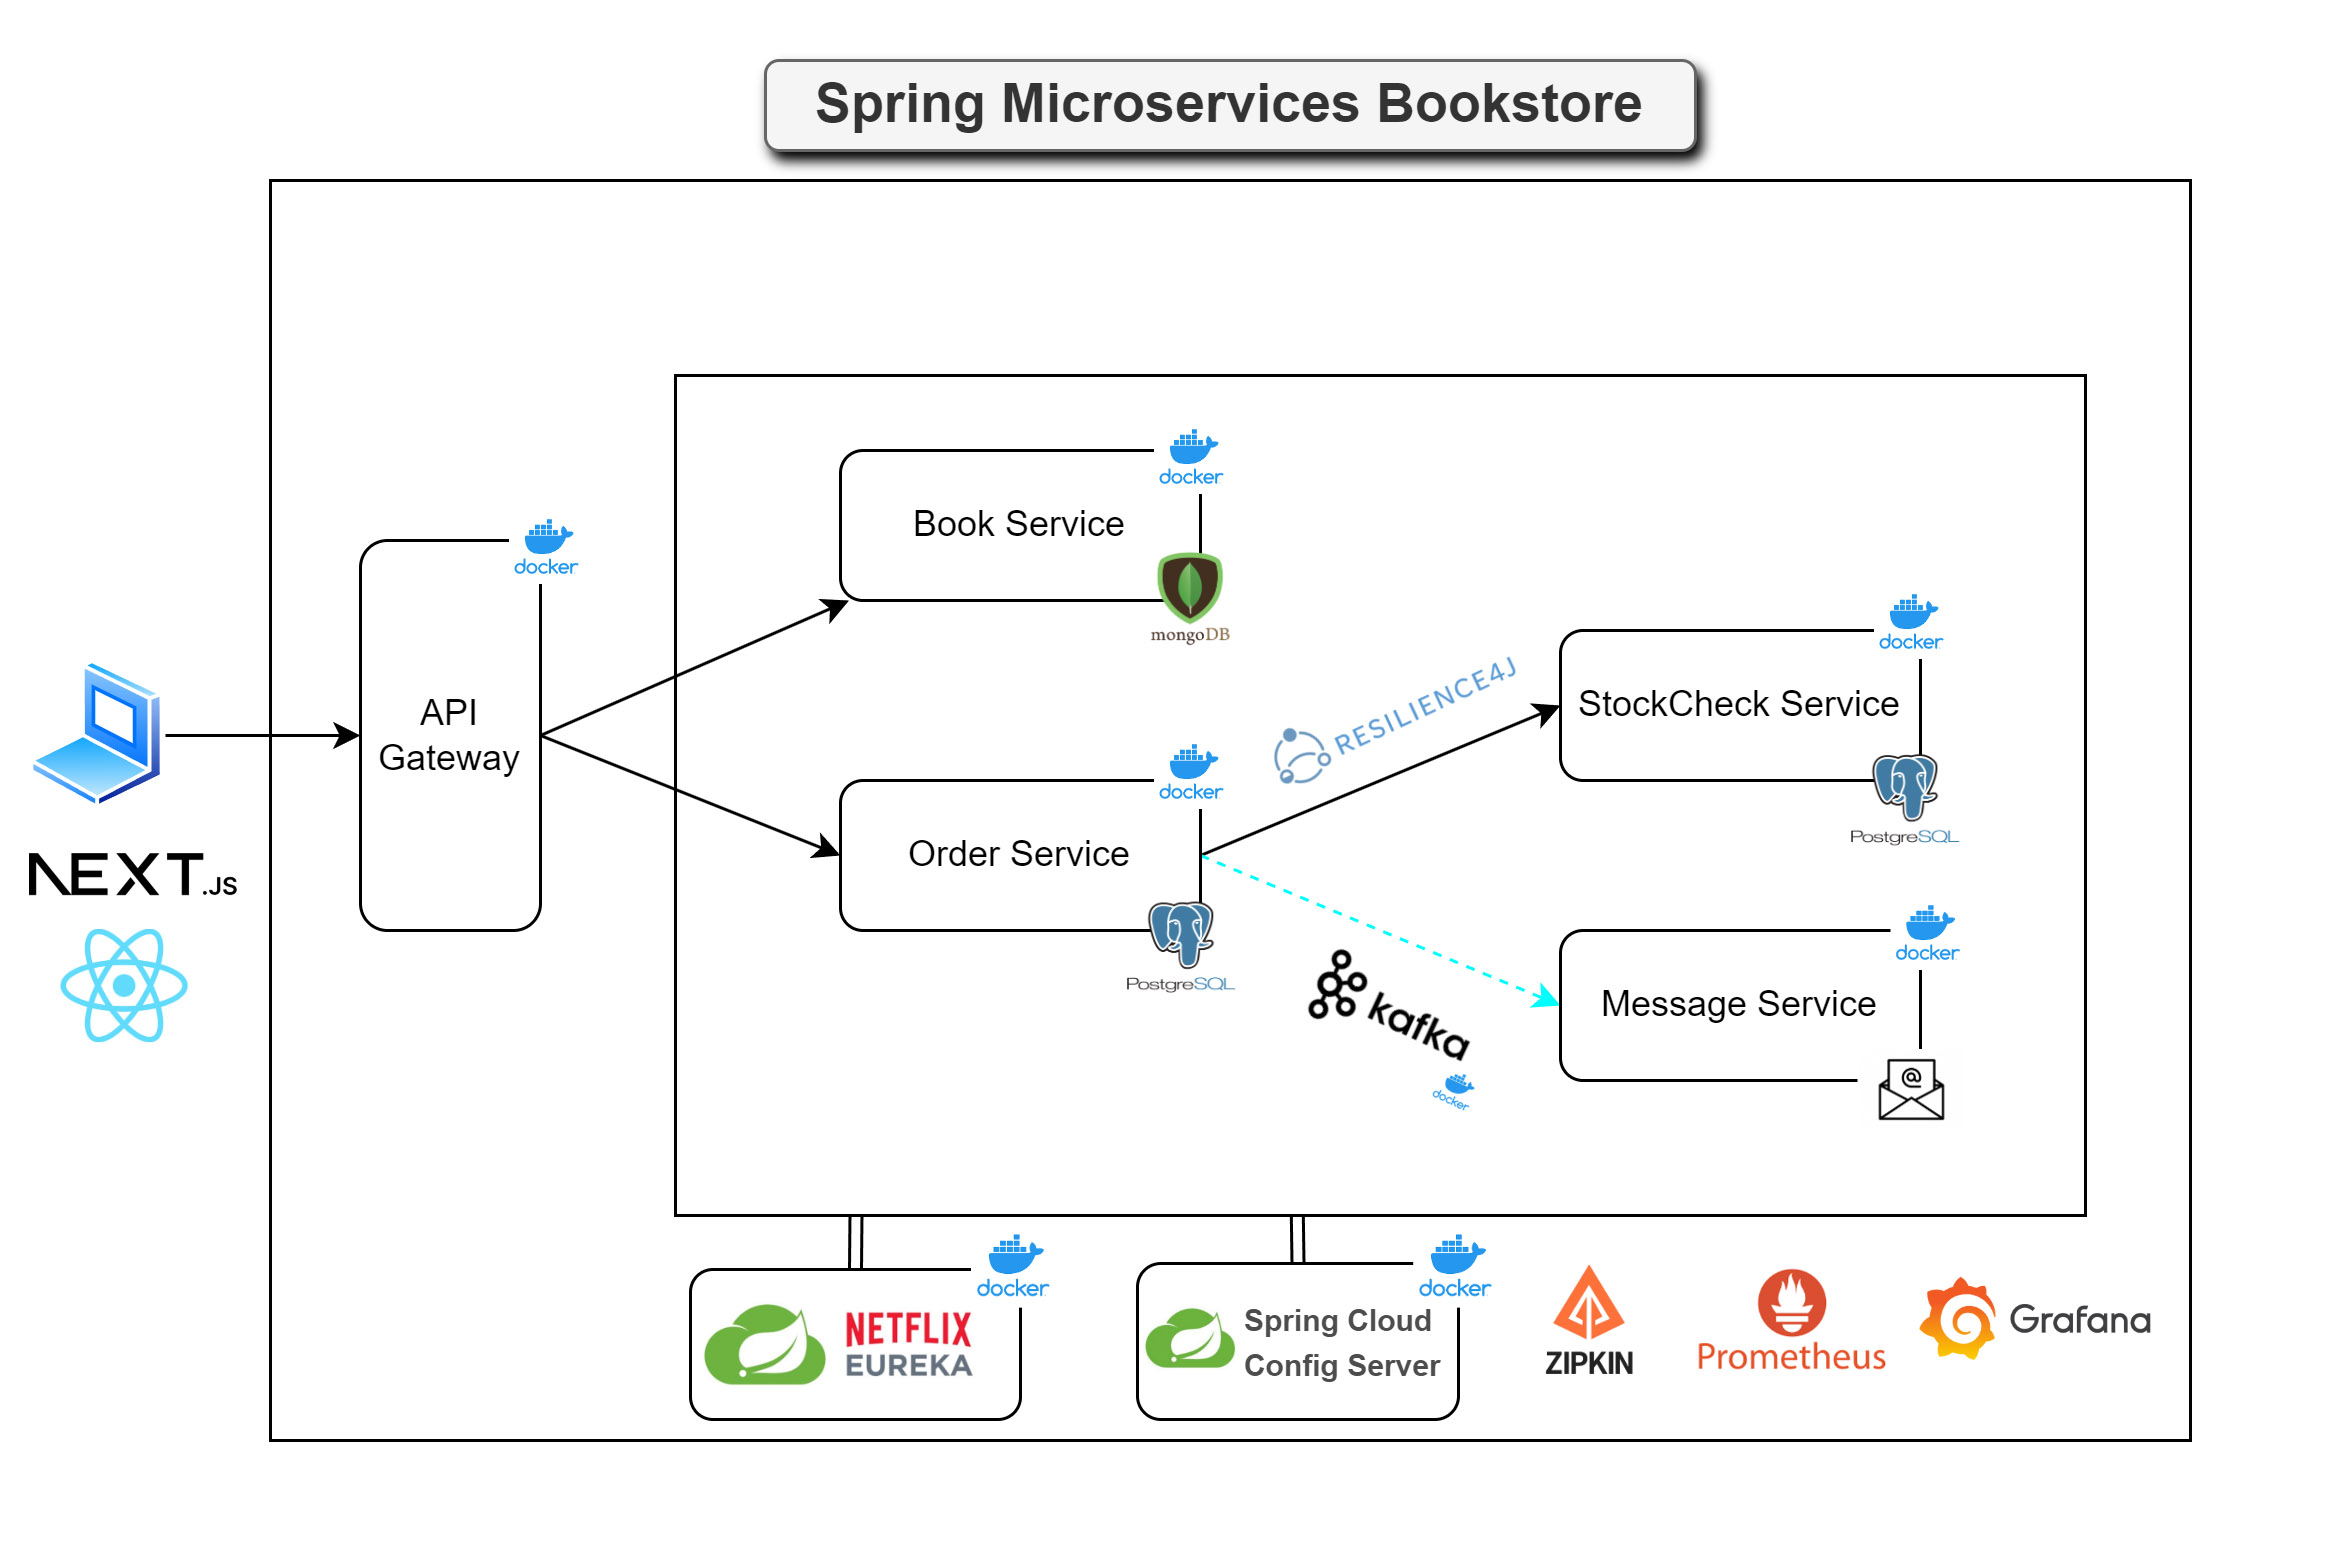 Spring Microservices Bookstore
docker
Book Service
mongoDB
docker
API
Gateway
NEXT.JS
docker
Order Service
PostgreSQL
RESILIENCE4J
docker
StockCheck Service
PostgreSQL
kafka
docker
docker
Message Service
@
docker
NETFLIX
EUREKA
docker
Spring Cloud
Config Server
ZIPKIN
Prometheus
Grafana